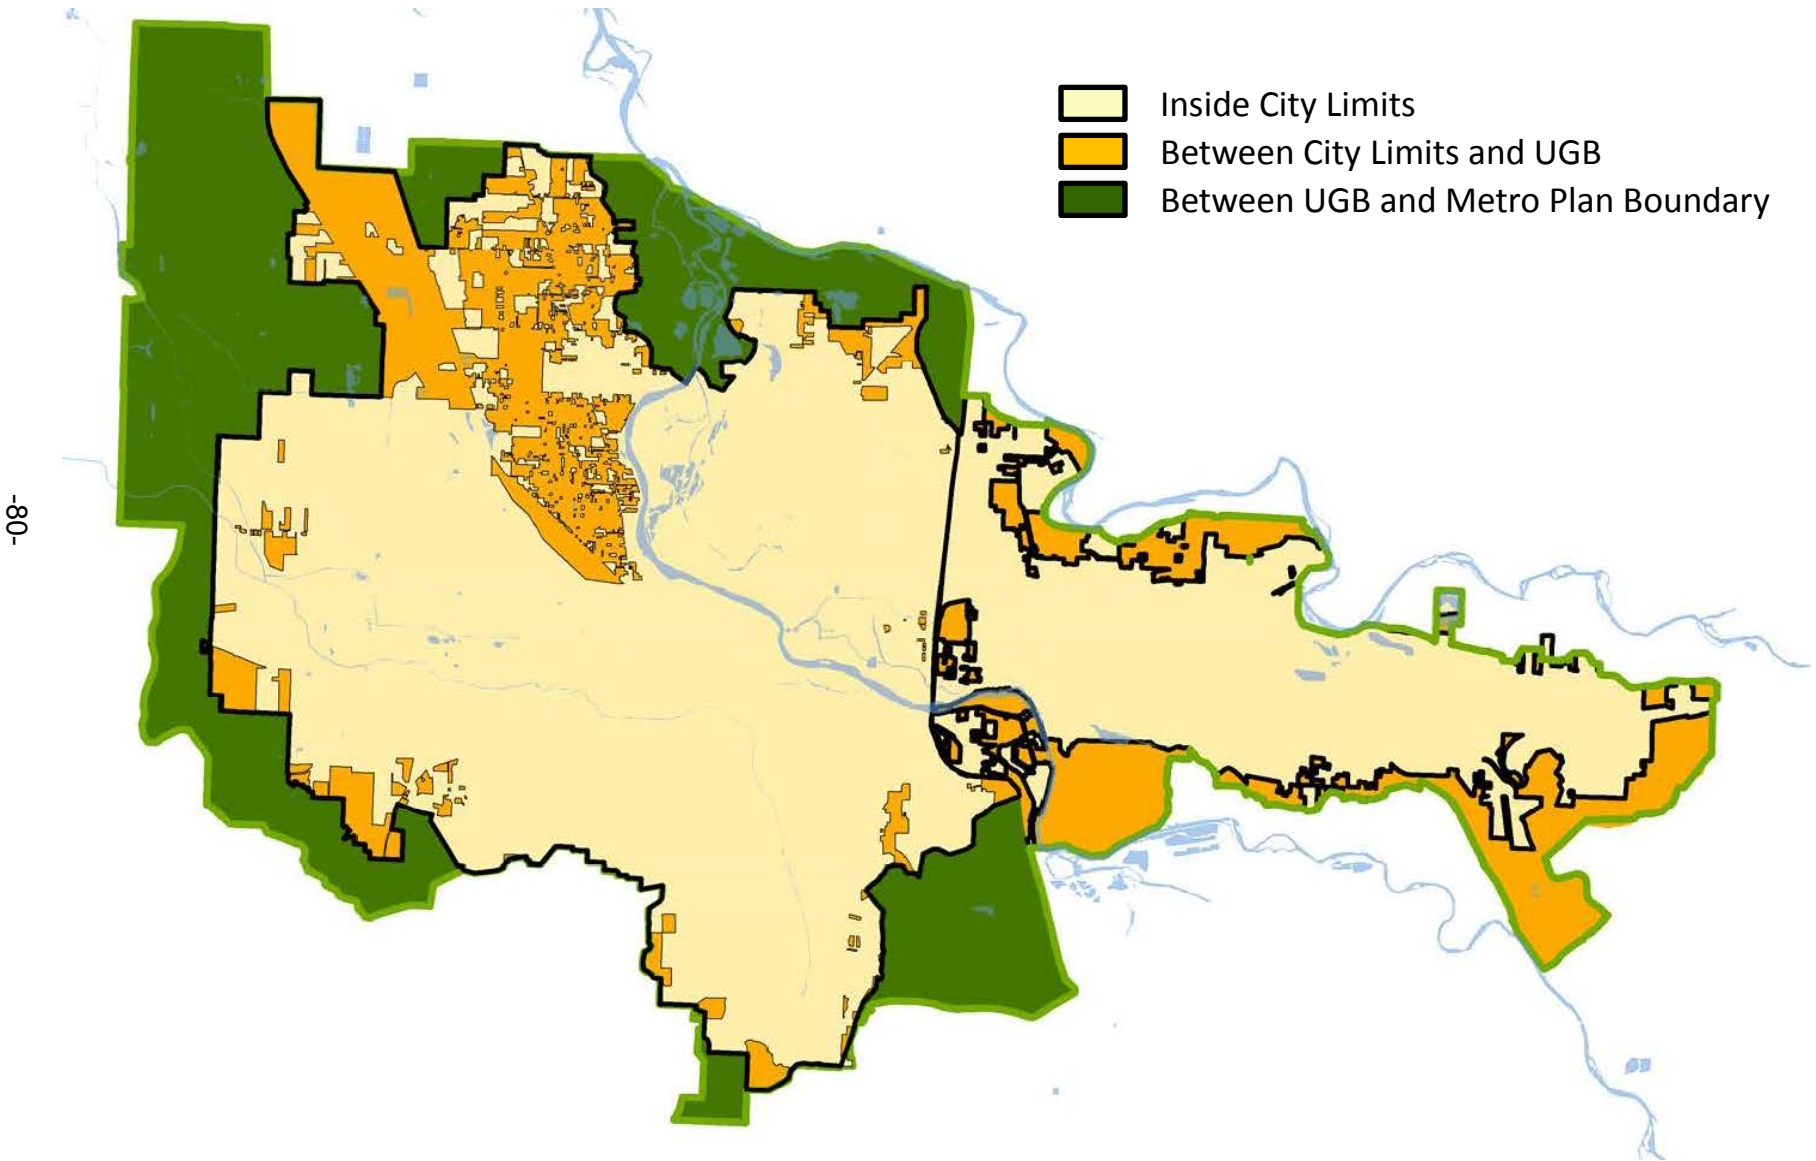 Inside City Limits
Between City Limits and UGB
Between UGB and Metro Plan Boundary
-80-